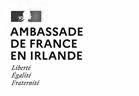 AMBASSADE
DE FRANCE
EN IRLANDE
Liberté
Égalité
Fraternité